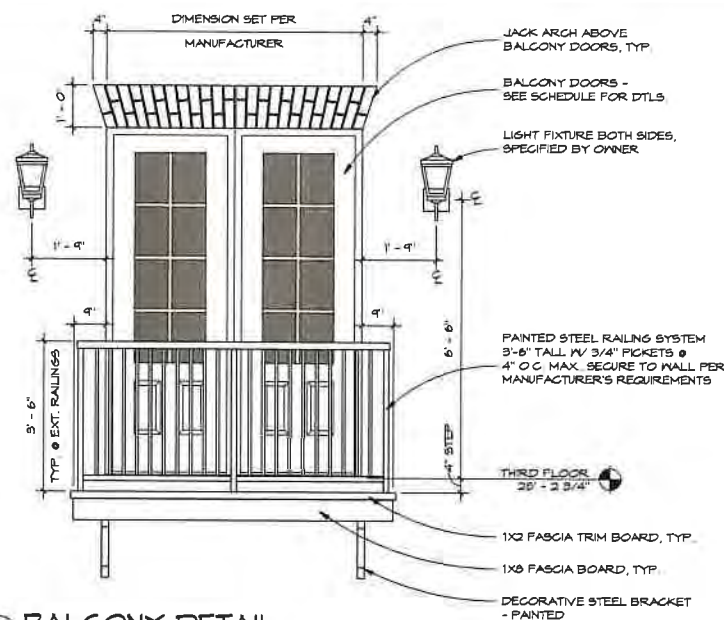 4"
DIMENSION SET PER
MANUFACTURER
4"
JACK ARCH ABOVE
BALCONY DOORS, TYP.
1'- 0"
BALCONY DOORS -
SEE SCHEDULE FOR DTLS
LIGHT FIXTURE BOTH SIDES,
SPECIFIED BY OWNER
1' - 9"
1' - 9"
9"
9"
6' - 6"
3' - 6"
TYP. @ EXT. RAILINGS
PAINTED STEEL RAILING SYSTEM
3'-6" TALL W/ 3/4" PICKETS @
4" O.C. MAX. SECURE TO WALL PER
MANUFACTURER'S REQUIREMENTS
4" STEP
THIRD FLOOR
1X2 FASCIA TRIM BOARD, TYP.
1X8 FASCIA BOARD, TYP.
DECORATIVE STEEL BRACKET
- PAINTED
BALCONY DETAIL